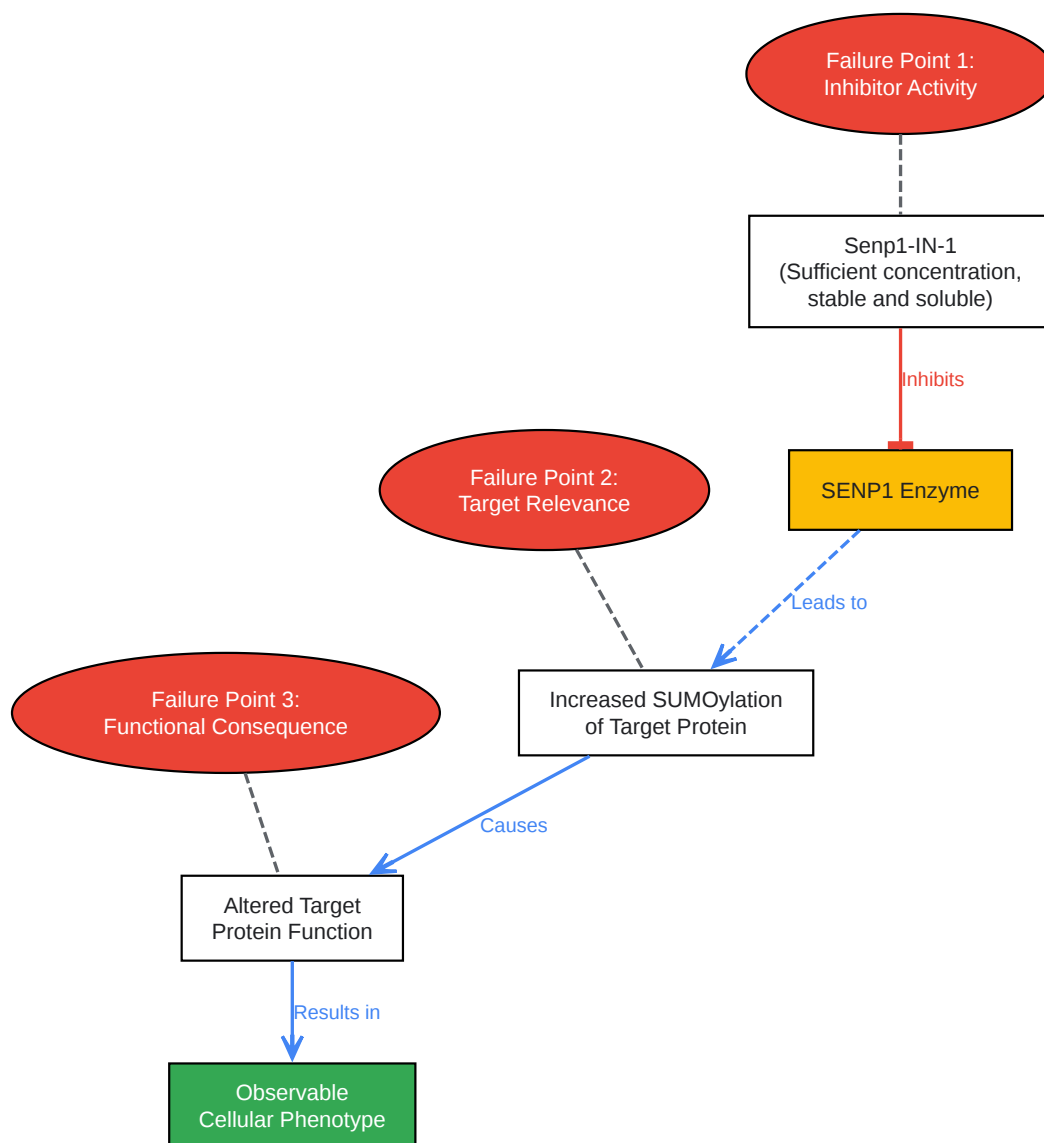 Failure Point 1:
Inhibitor Activity
Senp1-IN-1
(Sufficient concentration,
stable and soluble)
Inhibits
Failure Point 2:
Target Relevance
SENP1 Enzyme
Leads to
Failure Point 3:
Functional Consequence
Increased SUMOylation
of Target Protein
Causes
Altered Target
Protein Function
Results in
Observable
Cellular Phenotype